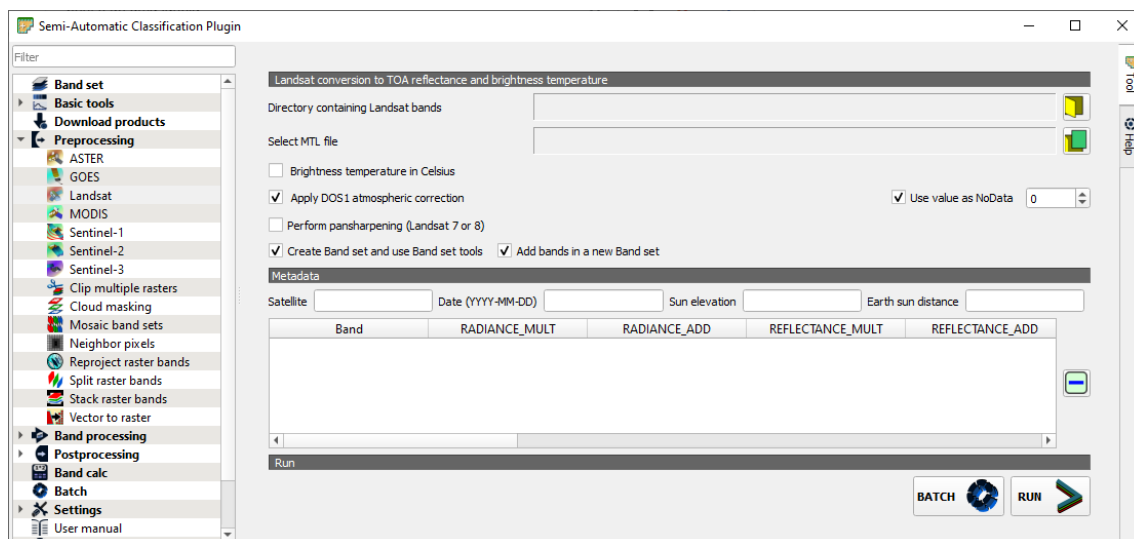 Semi-Automatic Classification Plugin
Filter
Band set
Basic tools
Download products
Preprocessing
ASTER
GOES
Landsat
MODIS
Sentinel-1
Sentinel-2
Sentinel-3
Clip multiple rasters
Cloud masking
Mosaic band sets
Neighbor pixels
Reproject raster bands
Split raster bands
Stack raster bands
Vector to raster
Band processing
Postprocessing
Band calc
Batch
Settings
User manual
Landsat conversion to TOA reflectance and brightness temperature
Directory containing Landsat bands
Select MTL file
Brightness temperature in Celsius
Apply DOS1 atmospheric correction Use value as NoData 0
Perform pansharpening (Landsat 7 or 8)
Create Band set and use Band set tools Add bands in a new Band set
Metadata
Satellite Date (YYYY-MM-DD) Sun elevation Earth sun distance
Band RADIANCE_MULT RADIANCE_ADD REFLECTANCE_MULT REFLECTANCE_ADD
Run
BATCH RUN
Tool
Help